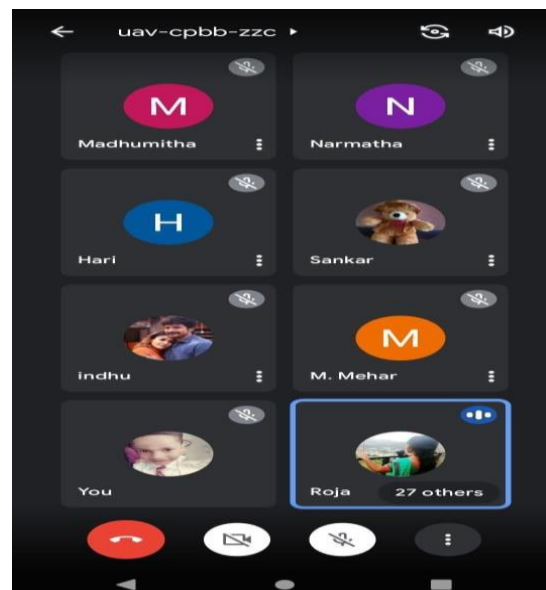 uav-cpbb-zzc
M
N
Madhumitha
Narmatha
H
Hari
Sankar
M
indhu
M. Mehar
You
Roja
27 others